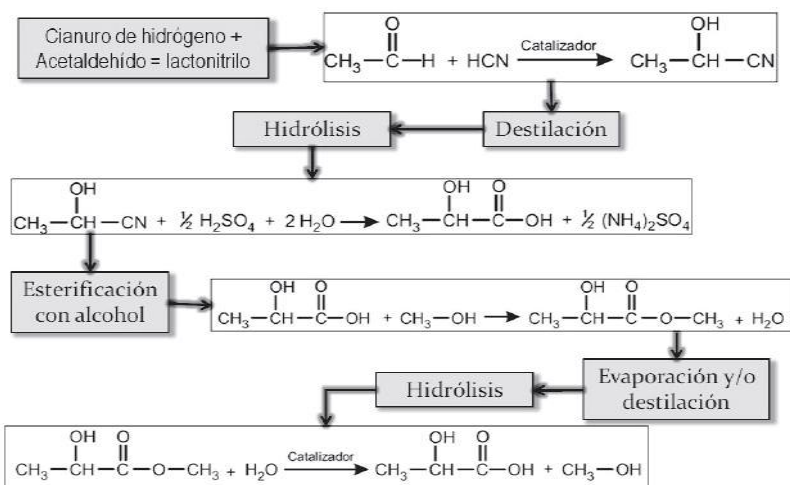 Cianuro de hidrógeno +
Acetaldehído = lactonitrilo
O
CH₃—C—H + HCN Catalizador
OH
CH₃—CH—CN
Hidrólisis
Destilación
OH
CH₃—CH—CN + ½ H₂SO₄ + 2 H₂O
OH O
CH₃—CH—C—OH + ½ (NH₄)₂SO₄
Esterificación
con alcohol
OH O
CH₃—CH—C—OH + CH₃—OH
OH O
CH₃—CH—C—O—CH₃ + H₂O
Evaporación y/o
destilación
Hidrólisis
OH O
CH₃—CH—C—O—CH₃ + H₂O Catalizador
OH O
CH₃—CH—C—OH + CH₃—OH